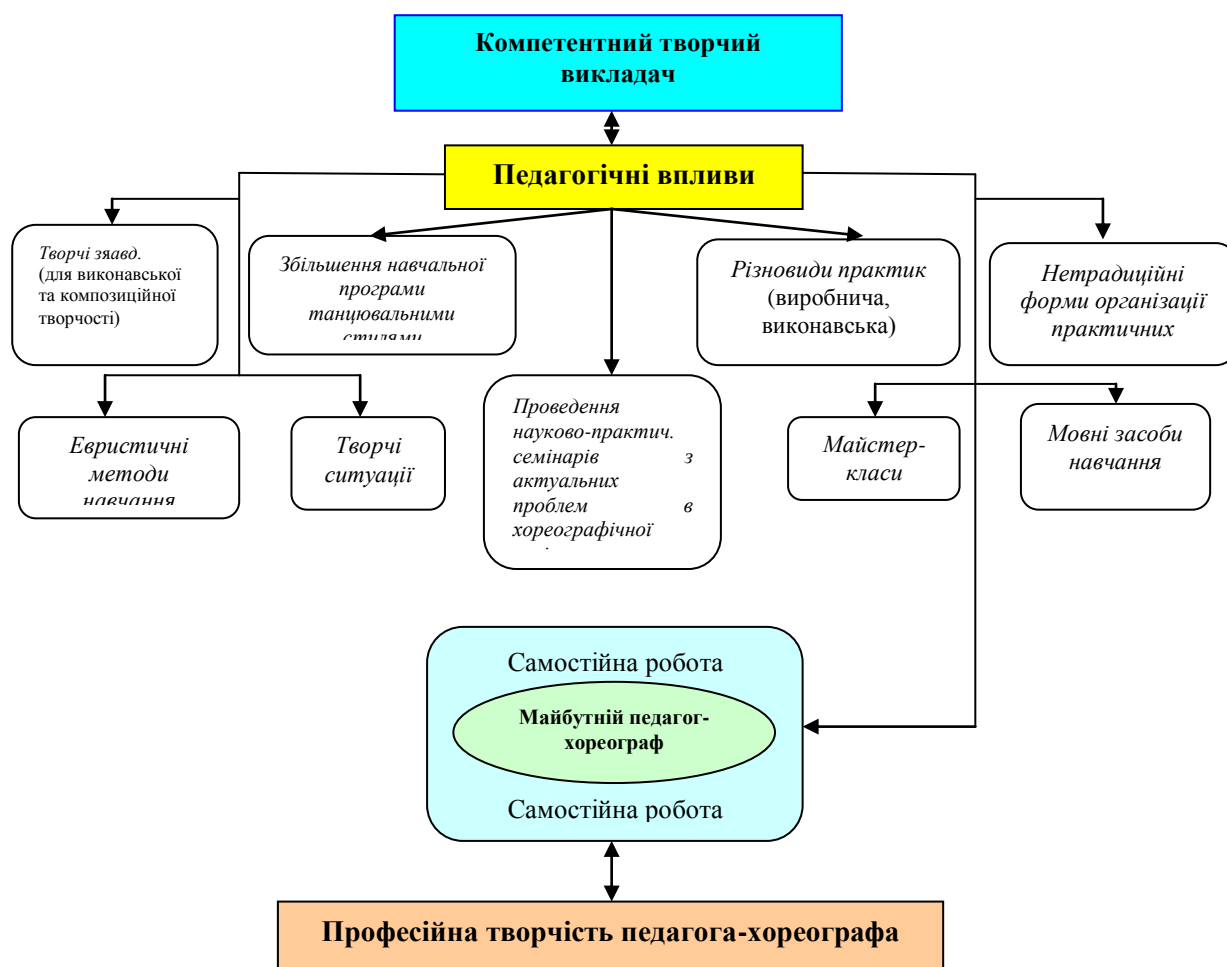 Компетентний творчий
викладач
Педагогічні впливи
Творчі зяавд.
(для виконавської
та композиційної
творчості)
Збільшення навчальної
програми
танцювальними
стилями
Різновиди практик
(виробнича,
виконавська)
Нетрадиційні
форми організації
практичних
Евристичні
методи
навчання
Творчі
ситуації
Проведення
науково-практич.
семінарів з
актуальних
проблем в
хореографічної
Майстер-
класи
Мовні засоби
навчання
Самостійна робота
Майбутній педагог-
хореограф
Самостійна робота
Професійна творчість педагога-хореографа